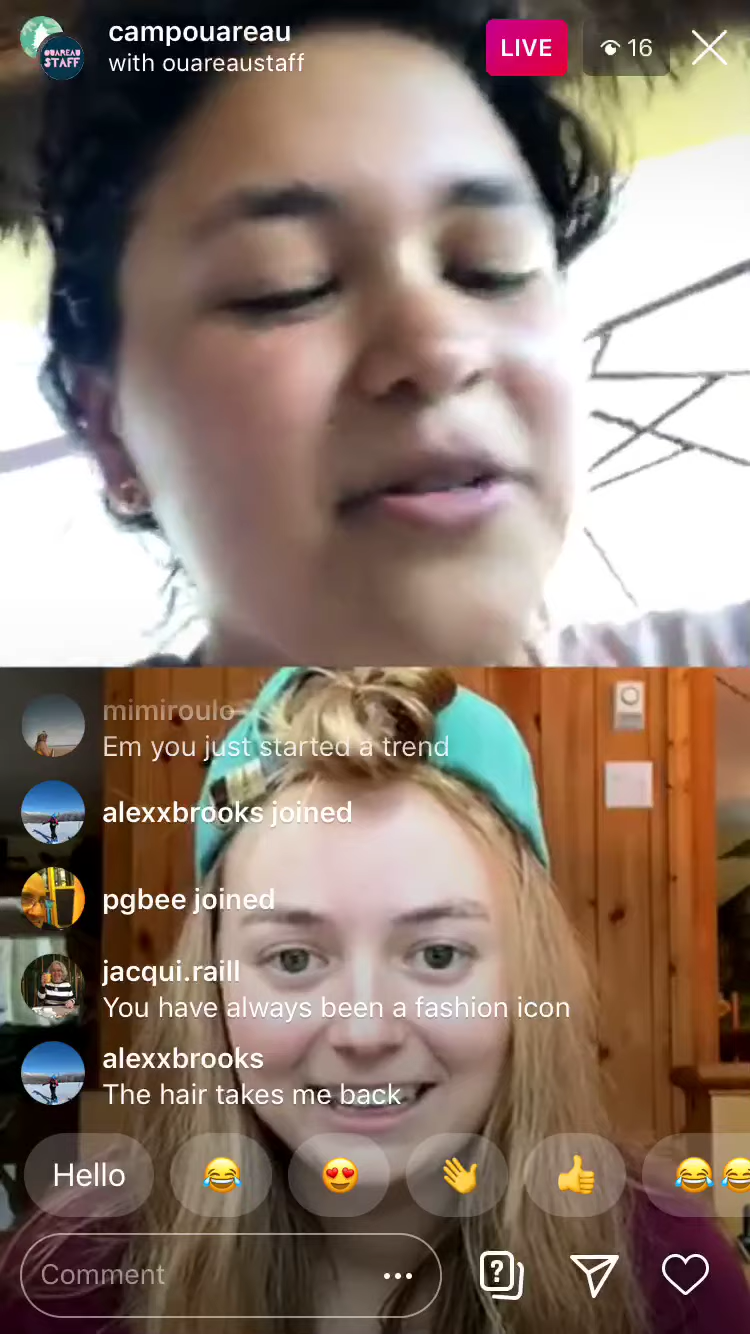 campouareau
with ouareaustaff
OUAREAU
STAFF
LIVE
16
mimiroulo
Em you just started a trend
alexxbrooks joined
pgbee joined
jacqui.raill
You have always been a fashion icon
alexxbrooks
The hair takes me back
Hello
Comment